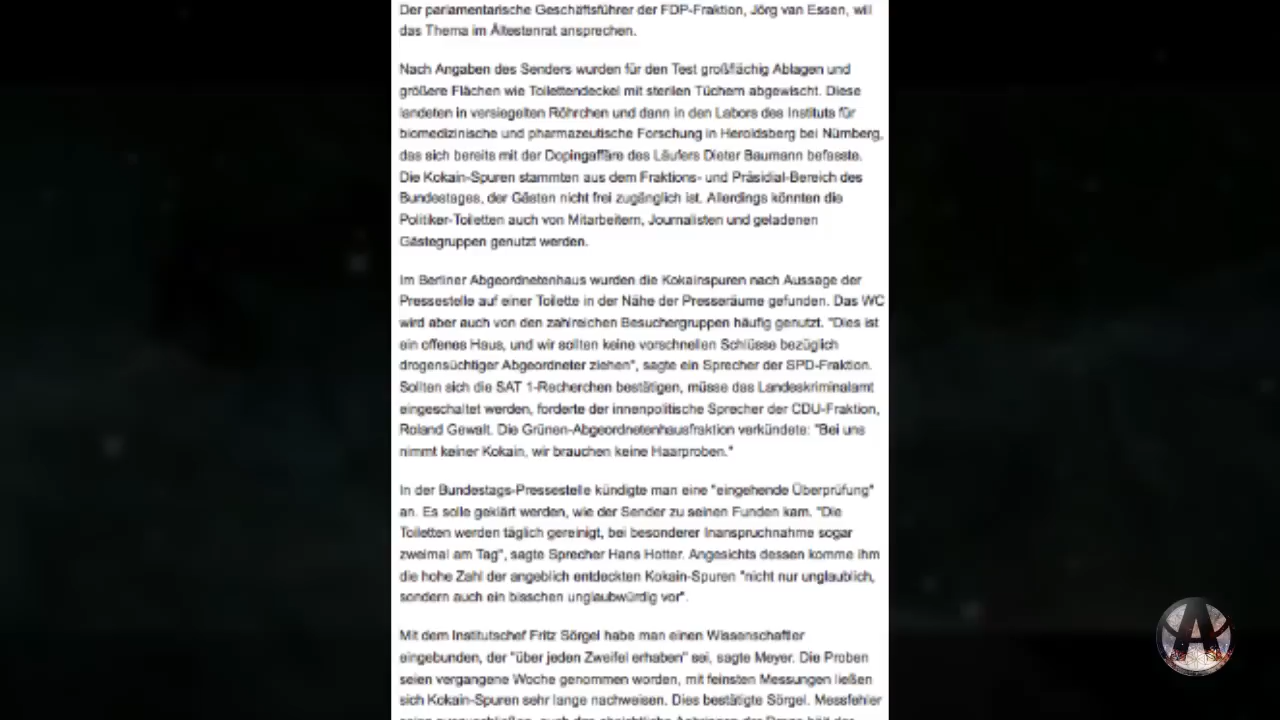 Der parlamentarische Geschäftsführer der FDP-Fraktion, Jörg van Essen, will
das Thema im Ältestenrat ansprechen.
Nach Angaben des Senders wurden für den Test großflächig Ablagen und
größere Flächen wie Toilettendeckel mit sterilen Tüchern abgewischt. Diese
landeten in versiegelten Röhrchen und dann in den Labors des Instituts für
biomedizinische und pharmazeutische Forschung in Heroldsberg bei Nürnberg,
das sich bereits mit der Dopingaffäre des Läufers Dieter Baumann befasste.
Die Kokain-Spuren stammten aus dem Fraktions- und Präsidial-Bereich des
Bundestages, der Gästen nicht frei zugänglich ist. Allerdings könnten die
Politiker-Toiletten auch von Mitarbeitern, Journalisten und geladenen
Gästegruppen genutzt werden.
Im Berliner Abgeordnetenhaus wurden die Kokainspuren nach Aussage der
Pressestelle auf einer Toilette in der Nähe der Presseräume gefunden. Das WC
wird aber auch von den zahlreichen Besuchergruppen häufig genutzt. "Dies ist
ein offenes Haus, und wir sollten keine vorschnellen Schlüsse bezüglich
drogensüchtiger Abgeordneter ziehen", sagte ein Sprecher der SPD-Fraktion.
Sollten sich die SAT 1-Recherchen bestätigen, müsse das Landeskriminalamt
eingeschaltet werden, forderte der innenpolitische Sprecher der CDU-Fraktion,
Roland Gewalt. Die Grünen-Abgeordnetenhausfraktion verkündete: "Bei uns
nimmt keiner Kokain, wir brauchen keine Haarproben."
In der Bundestags-Pressestelle kündigte man eine "eingehende Überprüfung"
an. Es solle geklärt werden, wie der Sender zu seinen Funden kam. "Die
Toiletten werden täglich gereinigt, bei besonderer Inanspruchnahme sogar
zweimal am Tag", sagte Sprecher Hans Hotter. Angesichts dessen komme ihm
die hohe Zahl der angeblich entdeckten Kokain-Spuren "nicht nur unglaublich,
sondern auch ein bisschen unglaubwürdig vor".
Mit dem Institutschef Fritz Sörgel habe man einen Wissenschaftler
eingebunden, der "über jeden Zweifel erhaben" sei, sagte Meyer. Die Proben
seien vergangene Woche genommen worden, mit feinsten Messungen ließen
sich Kokain-Spuren sehr lange nachweisen. Dies bestätigte Sörgel. Messfehler